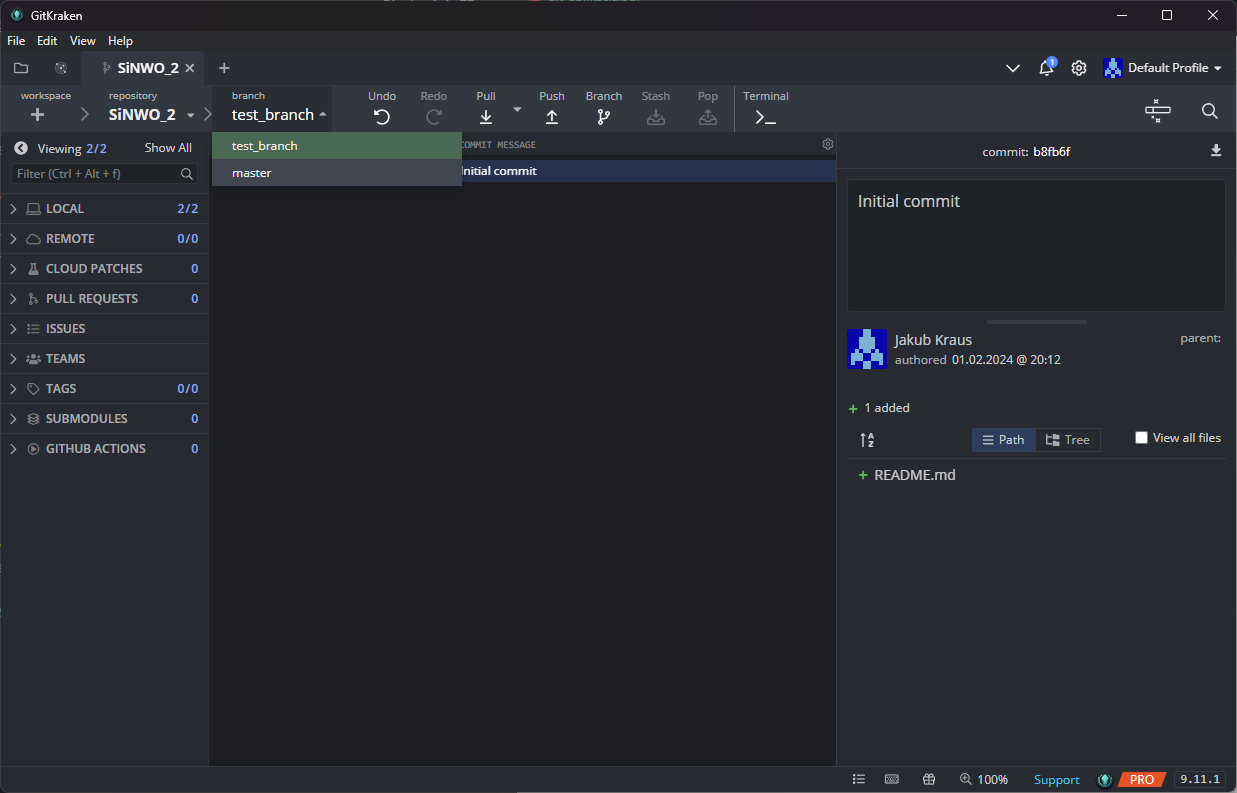 GitKraken
File Edit View Help
SiNWO_2
Default Profile
1
workspace
repository
SiNWO_2
branch
test_branch
Undo
Redo
Pull
Push
Branch
Stash
Pop
Terminal
Viewing 2/2 Show All
Filter (Ctrl + Alt + f)
LOCAL 2/2
REMOTE 0/0
CLOUD PATCHES 0
PULL REQUESTS 0
ISSUES
TEAMS
TAGS 0/0
SUBMODULES 0
GITHUB ACTIONS 0
test_branch
master
COMMIT MESSAGE
Initial commit
commit: b8fb6f
Initial commit
Jakub Kraus
authored 01.02.2024 @ 20:12
parent:
+ 1 added
Path Tree
View all files
+ README.md
100% Support PRO 9.11.1